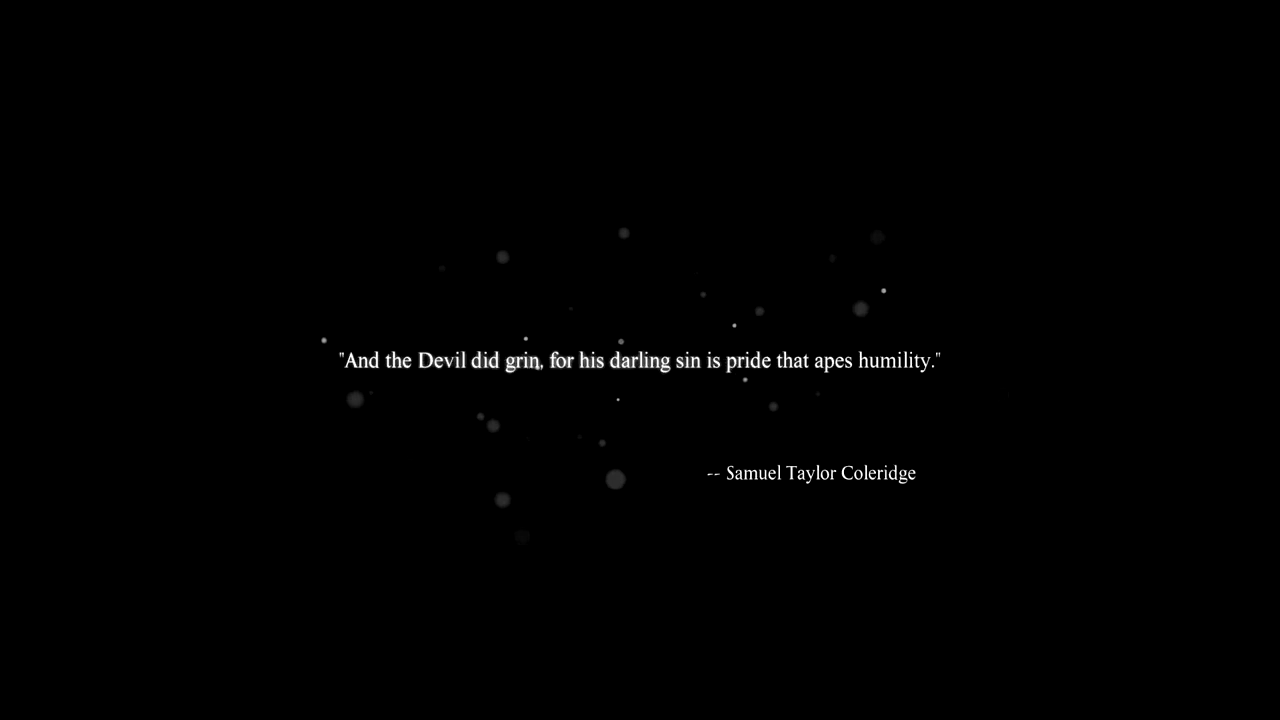 "And the Devil did grin, for his darling sin is pride that apes humility."
-- Samuel Taylor Coleridge